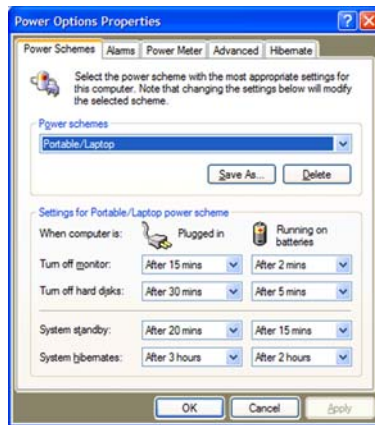 Power Options Properties
Power Schemes Alarms Power Meter Advanced Hibernate
Select the power scheme with the most appropriate settings for
this computer. Note that changing the settings below will modify
the selected scheme.
Power schemes
Portable/Laptop
Save As... Delete
Settings for Portable/Laptop power scheme
When computer is: Plugged in Running on
batteries
Turn off monitor: After 15 mins After 2 mins
Turn off hard disks: After 30 mins After 5 mins
System standby: After 20 mins After 15 mins
System hibernates: After 3 hours After 2 hours
OK Cancel Apply